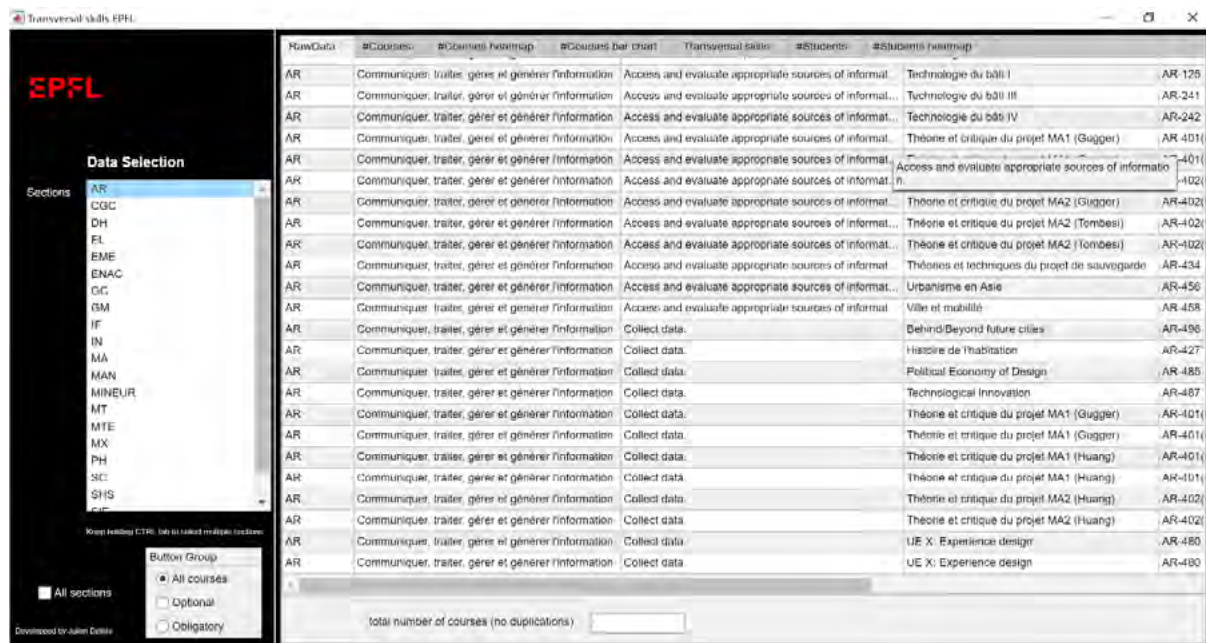 Transversal skills EPFL
EPFL
Data Selection
Sections
AR
CGC
DH
EL
EME
ENAC
GC
GM
IF
IN
MA
MAN
MINEUR
MT
MTE
MX
PH
SC
SHS
Keep holding CTRL tab to select multiple sections
All sections
Button Group
All courses
Optional
Obligatory
Developed by Julien Delisle
RawData #Courses #Courses heatmap #Courses bar chart Transversal skills #Students #Students heatmap
AR Communiquer, traiter, gérer et générer l'information Access and evaluate appropriate sources of informat... Technologie du bâti I AR-126
AR Communiquer, traiter, gérer et générer l'information Access and evaluate appropriate sources of informat... Technologie du bâti III AR-241
AR Communiquer, traiter, gérer et générer l'information Access and evaluate appropriate sources of informat... Technologie du bâti IV AR-242
AR Communiquer, traiter, gérer et générer l'information Access and evaluate appropriate sources of informat... Théorie et critique du projet MA1 (Gugger) AR-401(
AR Communiquer, traiter, gérer et générer l'information Access and evaluate appropriate sources of informat... -401(
Access and evaluate appropriate sources of informatio
n.
AR Communiquer, traiter, gérer et générer l'information Access and evaluate appropriate sources of informat... -402(
AR Communiquer, traiter, gérer et générer l'information Access and evaluate appropriate sources of informat... Théorie et critique du projet MA2 (Gugger) AR-402(
AR Communiquer, traiter, gérer et générer l'information Access and evaluate appropriate sources of informat... Théorie et critique du projet MA2 (Tombesi) AR-402(
AR Communiquer, traiter, gérer et générer l'information Access and evaluate appropriate sources of informat... Théorie et critique du projet MA2 (Tombesi) AR-402(
AR Communiquer, traiter, gérer et générer l'information Access and evaluate appropriate sources of informat... Théories et techniques du projet de sauvegarde AR-434
AR Communiquer, traiter, gérer et générer l'information Access and evaluate appropriate sources of informat... Urbanisme en Asie AR-456
AR Communiquer, traiter, gérer et générer l'information Access and evaluate appropriate sources of informat... Ville et mobilité AR-458
AR Communiquer, traiter, gérer et générer l'information Collect data. Behind/Beyond future cities AR-498
AR Communiquer, traiter, gérer et générer l'information Collect data. Histoire de l'habitation AR-427
AR Communiquer, traiter, gérer et générer l'information Collect data. Political Economy of Design AR-485
AR Communiquer, traiter, gérer et générer l'information Collect data. Technological Innovation AR-487
AR Communiquer, traiter, gérer et générer l'information Collect data. Théorie et critique du projet MA1 (Gugger) AR-401(
AR Communiquer, traiter, gérer et générer l'information Collect data. Théorie et critique du projet MA1 (Gugger) AR-401(
AR Communiquer, traiter, gérer et générer l'information Collect data. Théorie et critique du projet MA1 (Huang) AR-401(
AR Communiquer, traiter, gérer et générer l'information Collect data. Théorie et critique du projet MA1 (Huang) AR-401(
AR Communiquer, traiter, gérer et générer l'information Collect data. Théorie et critique du projet MA2 (Huang) AR-402(
AR Communiquer, traiter, gérer et générer l'information Collect data. Théorie et critique du projet MA2 (Huang) AR-402(
AR Communiquer, traiter, gérer et générer l'information Collect data. UE X: Experience design AR-480
AR Communiquer, traiter, gérer et générer l'information Collect data. UE X: Experience design AR-480
total number of courses (no duplications)